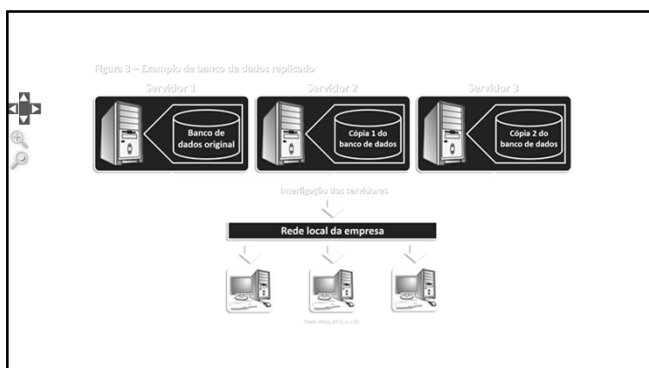 Figura 3 – Exemplo de banco de dados replicado
Servidor 1
Servidor 2
Servidor 3
Banco de
dados original
Cópia 1 do
banco de dados
Cópia 2 do
banco de dados
Interligação dos servidores
Rede local da empresa